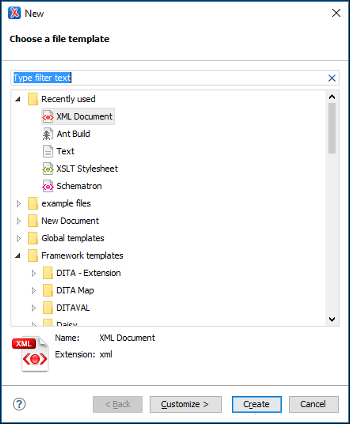 New
Choose a file template
Type filter text
Recently used
XML Document
Ant Build
Text
XSLT Stylesheet
Schematron
example files
New Document
Global templates
Framework templates
DITA - Extension
DITA Map
DITAVAL
Daisy
XML
Name: XML Document
Extension: xml
< Back Customize > Create Cancel